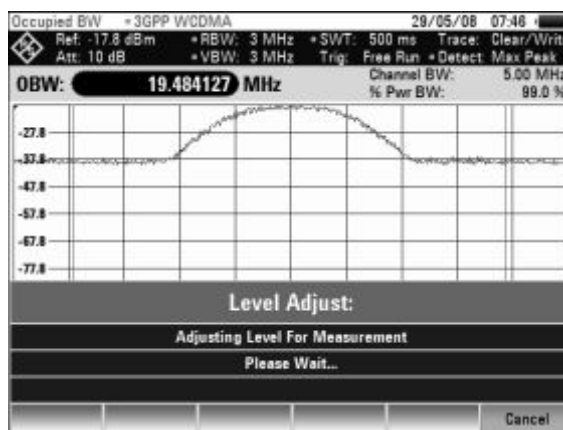 Occupied BW • 3GPP WCDMA 29/05/08 07:46
Ref: -17.8 dBm • RBW: 3 MHz • SWT: 500 ms Trace: Clear/Writ
Att: 10 dB • VBW: 3 MHz Trig: Free Run • Detect: Max Peak
OBW: 19.484127 MHz Channel BW: 5.00 MHz
% Pwr BW: 99.0 %
-27.8
-37.8
-47.8
-57.8
-67.8
-77.8
Level Adjust:
Adjusting Level For Measurement
Please Wait...
Cancel